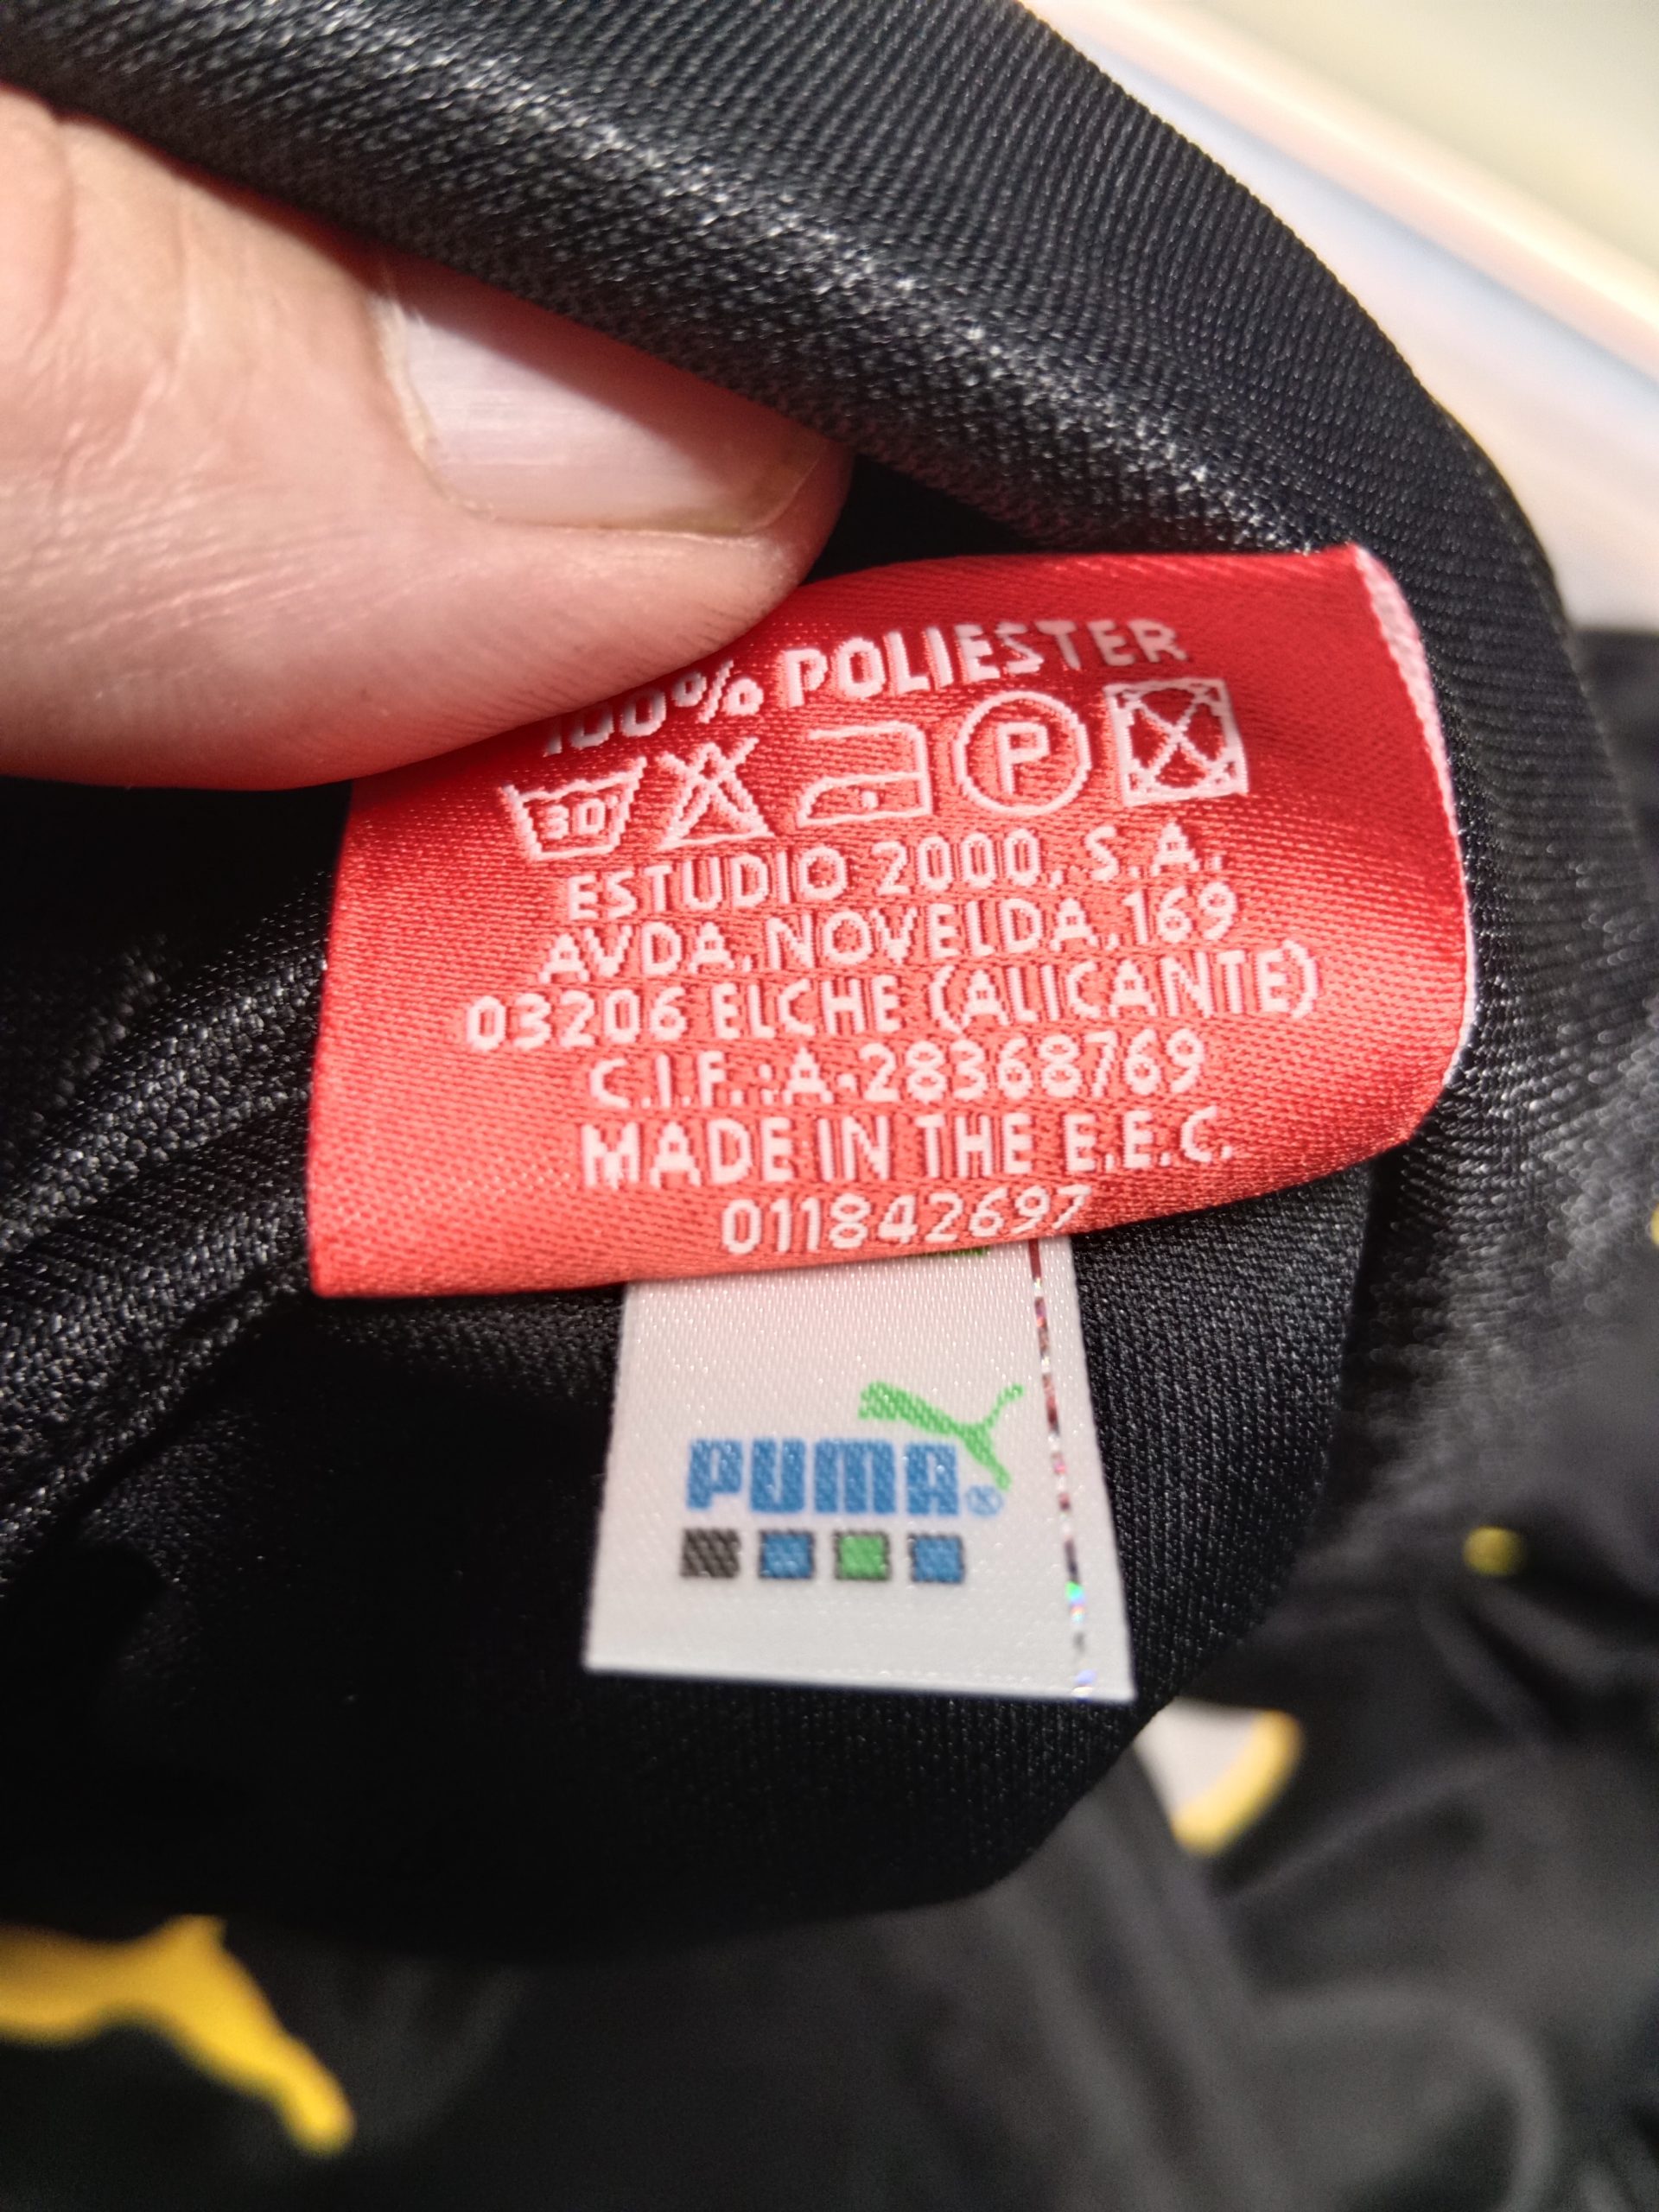 100% POLIESTER
30°
P
ESTUDIO 2000, S.A.
AVDA. NOVELDA, 169
03206 ELCHE (ALICANTE)
C.I.F.:A-28368769
MADE IN THE E.E.C.
011842697
PUMA®